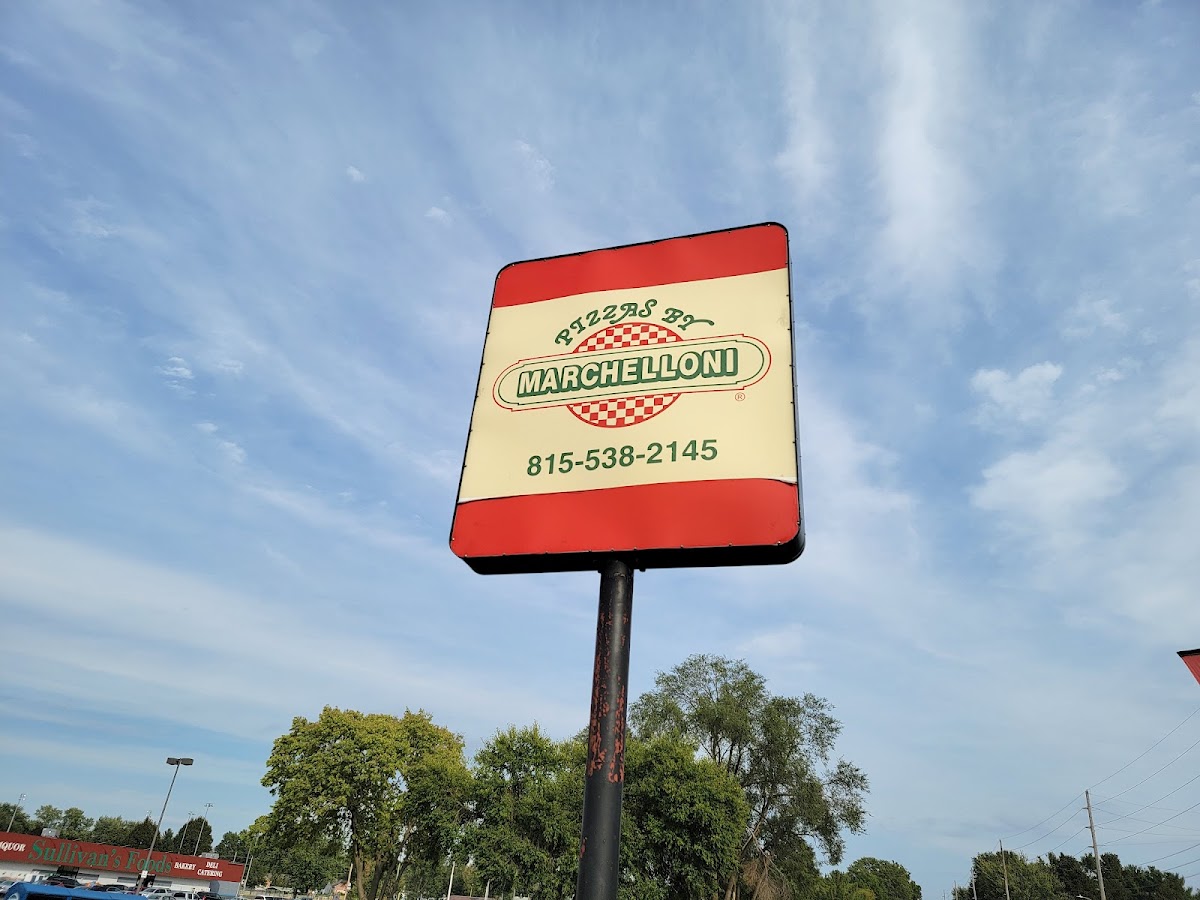 PIZZAS BY
MARCHELLONI
®
815-538-2145
Sullivan's Foods
BAKERY DELI
CATERING